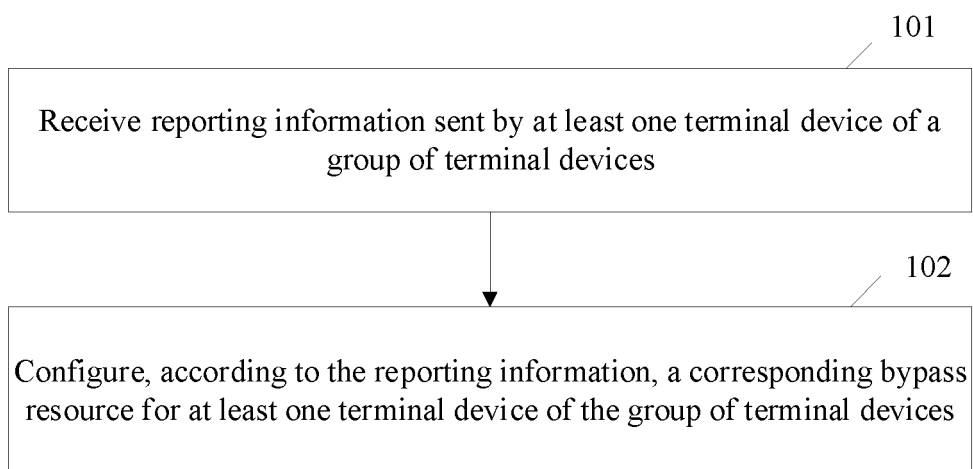 101
Receive reporting information sent by at least one terminal device of a
group of terminal devices
102
Configure, according to the reporting information, a corresponding bypass
resource for at least one terminal device of the group of terminal devices